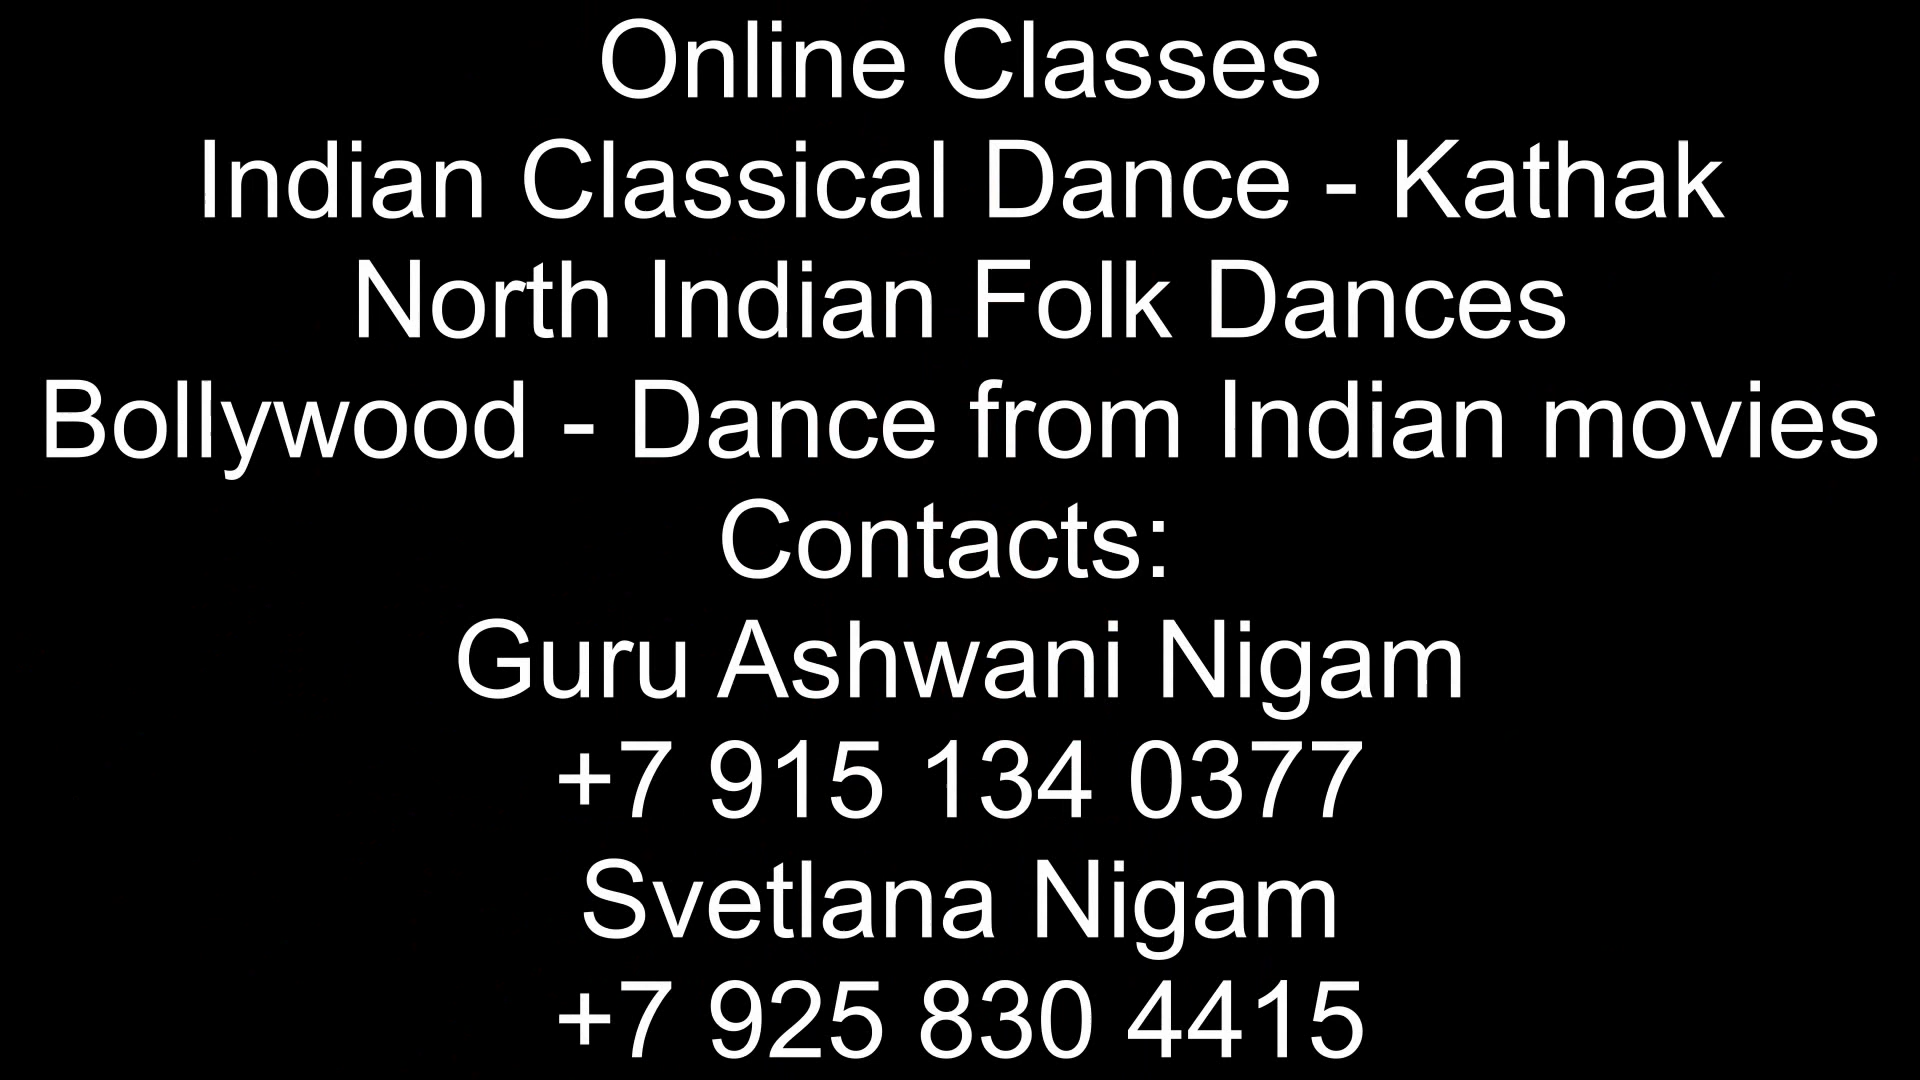 Online Classes
Indian Classical Dance - Kathak
North Indian Folk Dances
Bollywood - Dance from Indian movies
Contacts:
Guru Ashwani Nigam
+7 915 134 0377
Svetlana Nigam
+7 925 830 4415